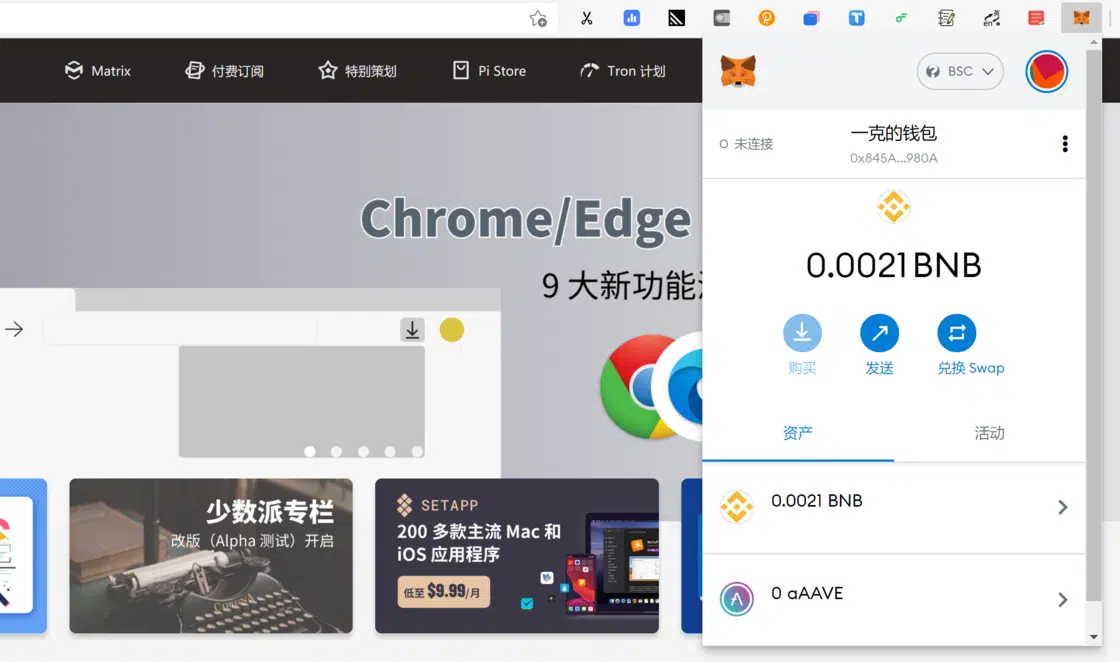 Matrix
付费订阅
特别策划
Pi Store
Tron 计划
Chrome/Edge
9 大新功能
少数派专栏
改版（Alpha 测试）开启
SETAPP
200 多款主流 Mac 和
iOS 应用程序
低至 $9.99/月
BSC
未连接
一克的钱包
0x845A...980A
0.0021 BNB
购买
发送
兑换 Swap
资产
活动
0.0021 BNB
0 aAAVE